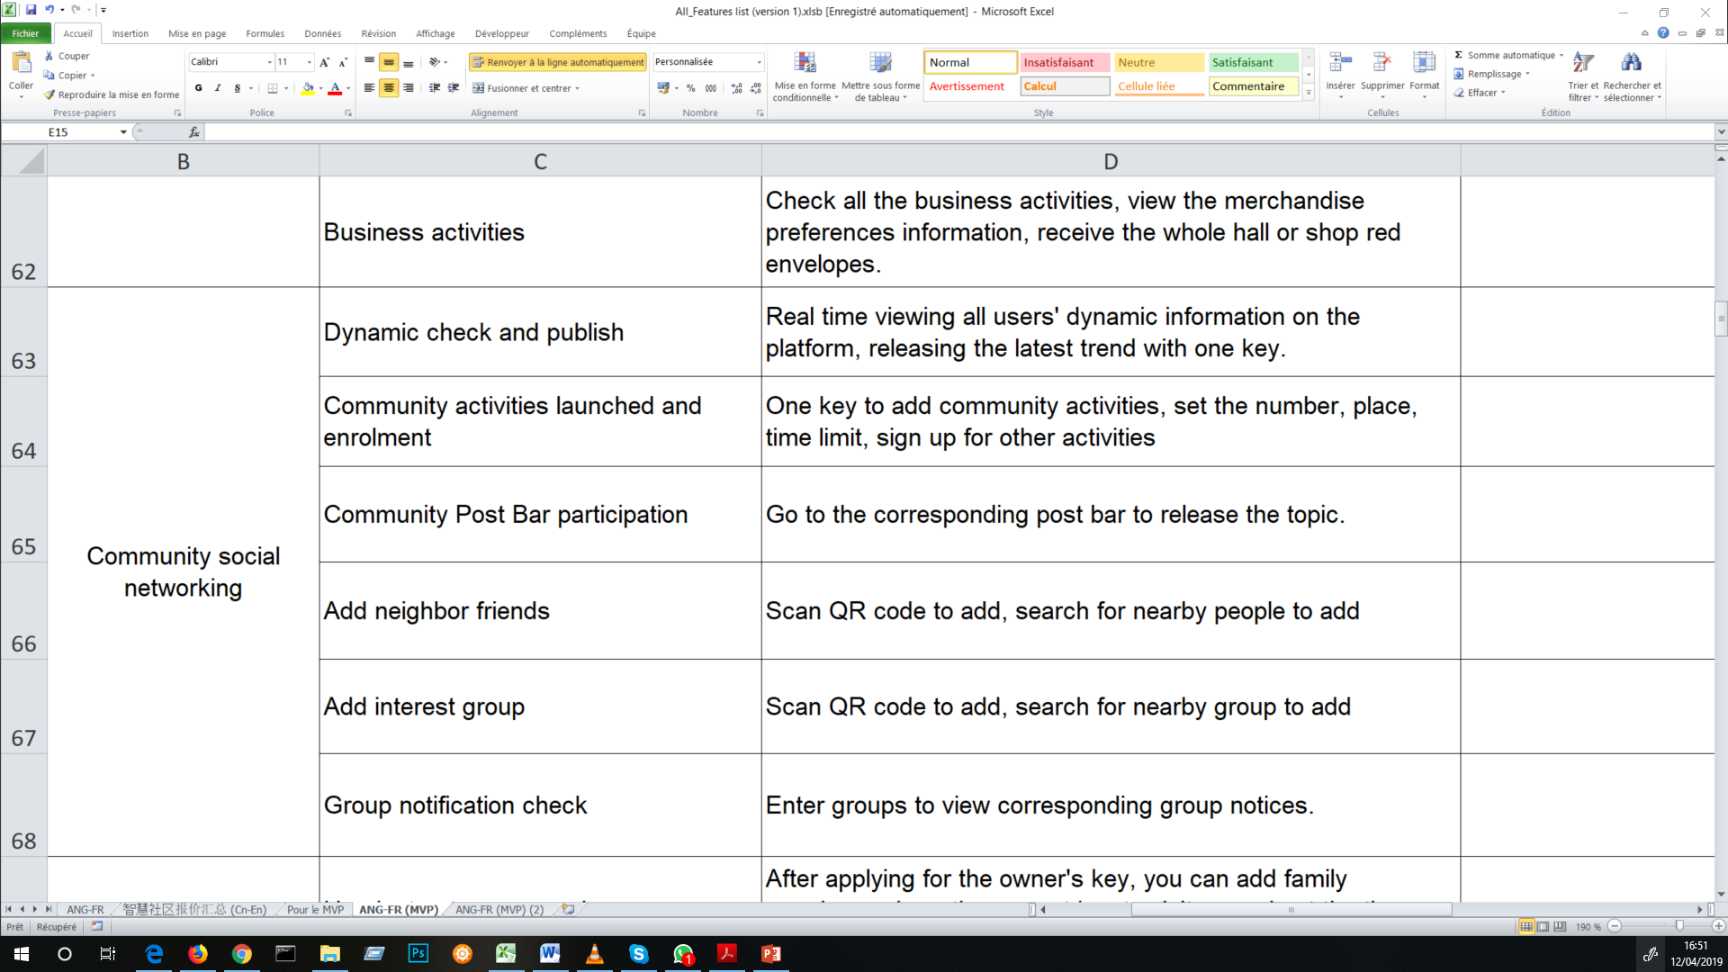 All_Features list (version 1).xlsb [Enregistré automatiquement] - Microsoft Excel
Fichier Accueil Insertion Mise en page Formules Données Révision Affichage Développeur Compléments Équipe
Coller
Couper
Copier
Reproduire la mise en forme
Presse-papiers
Calibri 11
G I S
Police
Renvoyer à la ligne automatiquement
Fusionner et centrer
Alignement
Personnalisée
% 000
Nombre
Mise en forme conditionnelle
Mettre sous forme de tableau
Normal Insatisfaisant Neutre Satisfaisant
Avertissement Calcul Cellule liée Commentaire
Style
Insérer Supprimer Format
Cellules
Σ Somme automatique
Remplissage
Effacer
Trier et filtrer
Rechercher et sélectionner
Édition
E15 fx
B C D
62
Business activities
Check all the business activities, view the merchandise
preferences information, receive the whole hall or shop red
envelopes.
Community social
networking
63
Dynamic check and publish
Real time viewing all users' dynamic information on the
platform, releasing the latest trend with one key.
64
Community activities launched and
enrolment
One key to add community activities, set the number, place,
time limit, sign up for other activities
65
Community Post Bar participation
Go to the corresponding post bar to release the topic.
66
Add neighbor friends
Scan QR code to add, search for nearby people to add
67
Add interest group
Scan QR code to add, search for nearby group to add
68
Group notification check
Enter groups to view corresponding group notices.
After applying for the owner's key, you can add family
ANG-FR 智慧社区报价汇总 (Cn-En) Pour le MVP ANG-FR (MVP) ANG-FR (MVP) (2)
Prêt Récupéré 190 %
16:51
12/04/2019